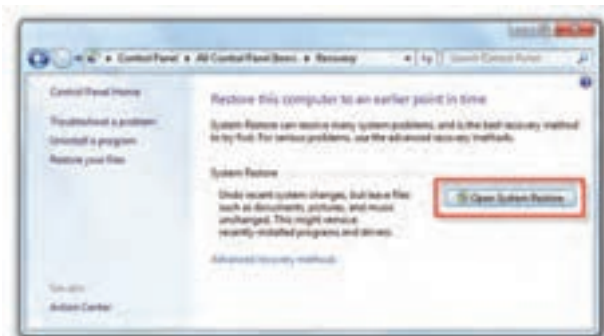 Control Panel ▸ All Control Panel Items ▸ Recovery
Search Control Panel
Control Panel Home
Troubleshoot a problem
Uninstall a program
Restore your files
See also
Action Center
Restore this computer to an earlier point in time
System Restore can resolve many system problems, and is the best recovery method
to try first. For serious problems, use the advanced recovery methods.
System Restore
Undo recent system changes, but leave files
such as documents, pictures, and music
unchanged. This might remove
recently-installed programs and drivers.
Open System Restore
Advanced recovery methods